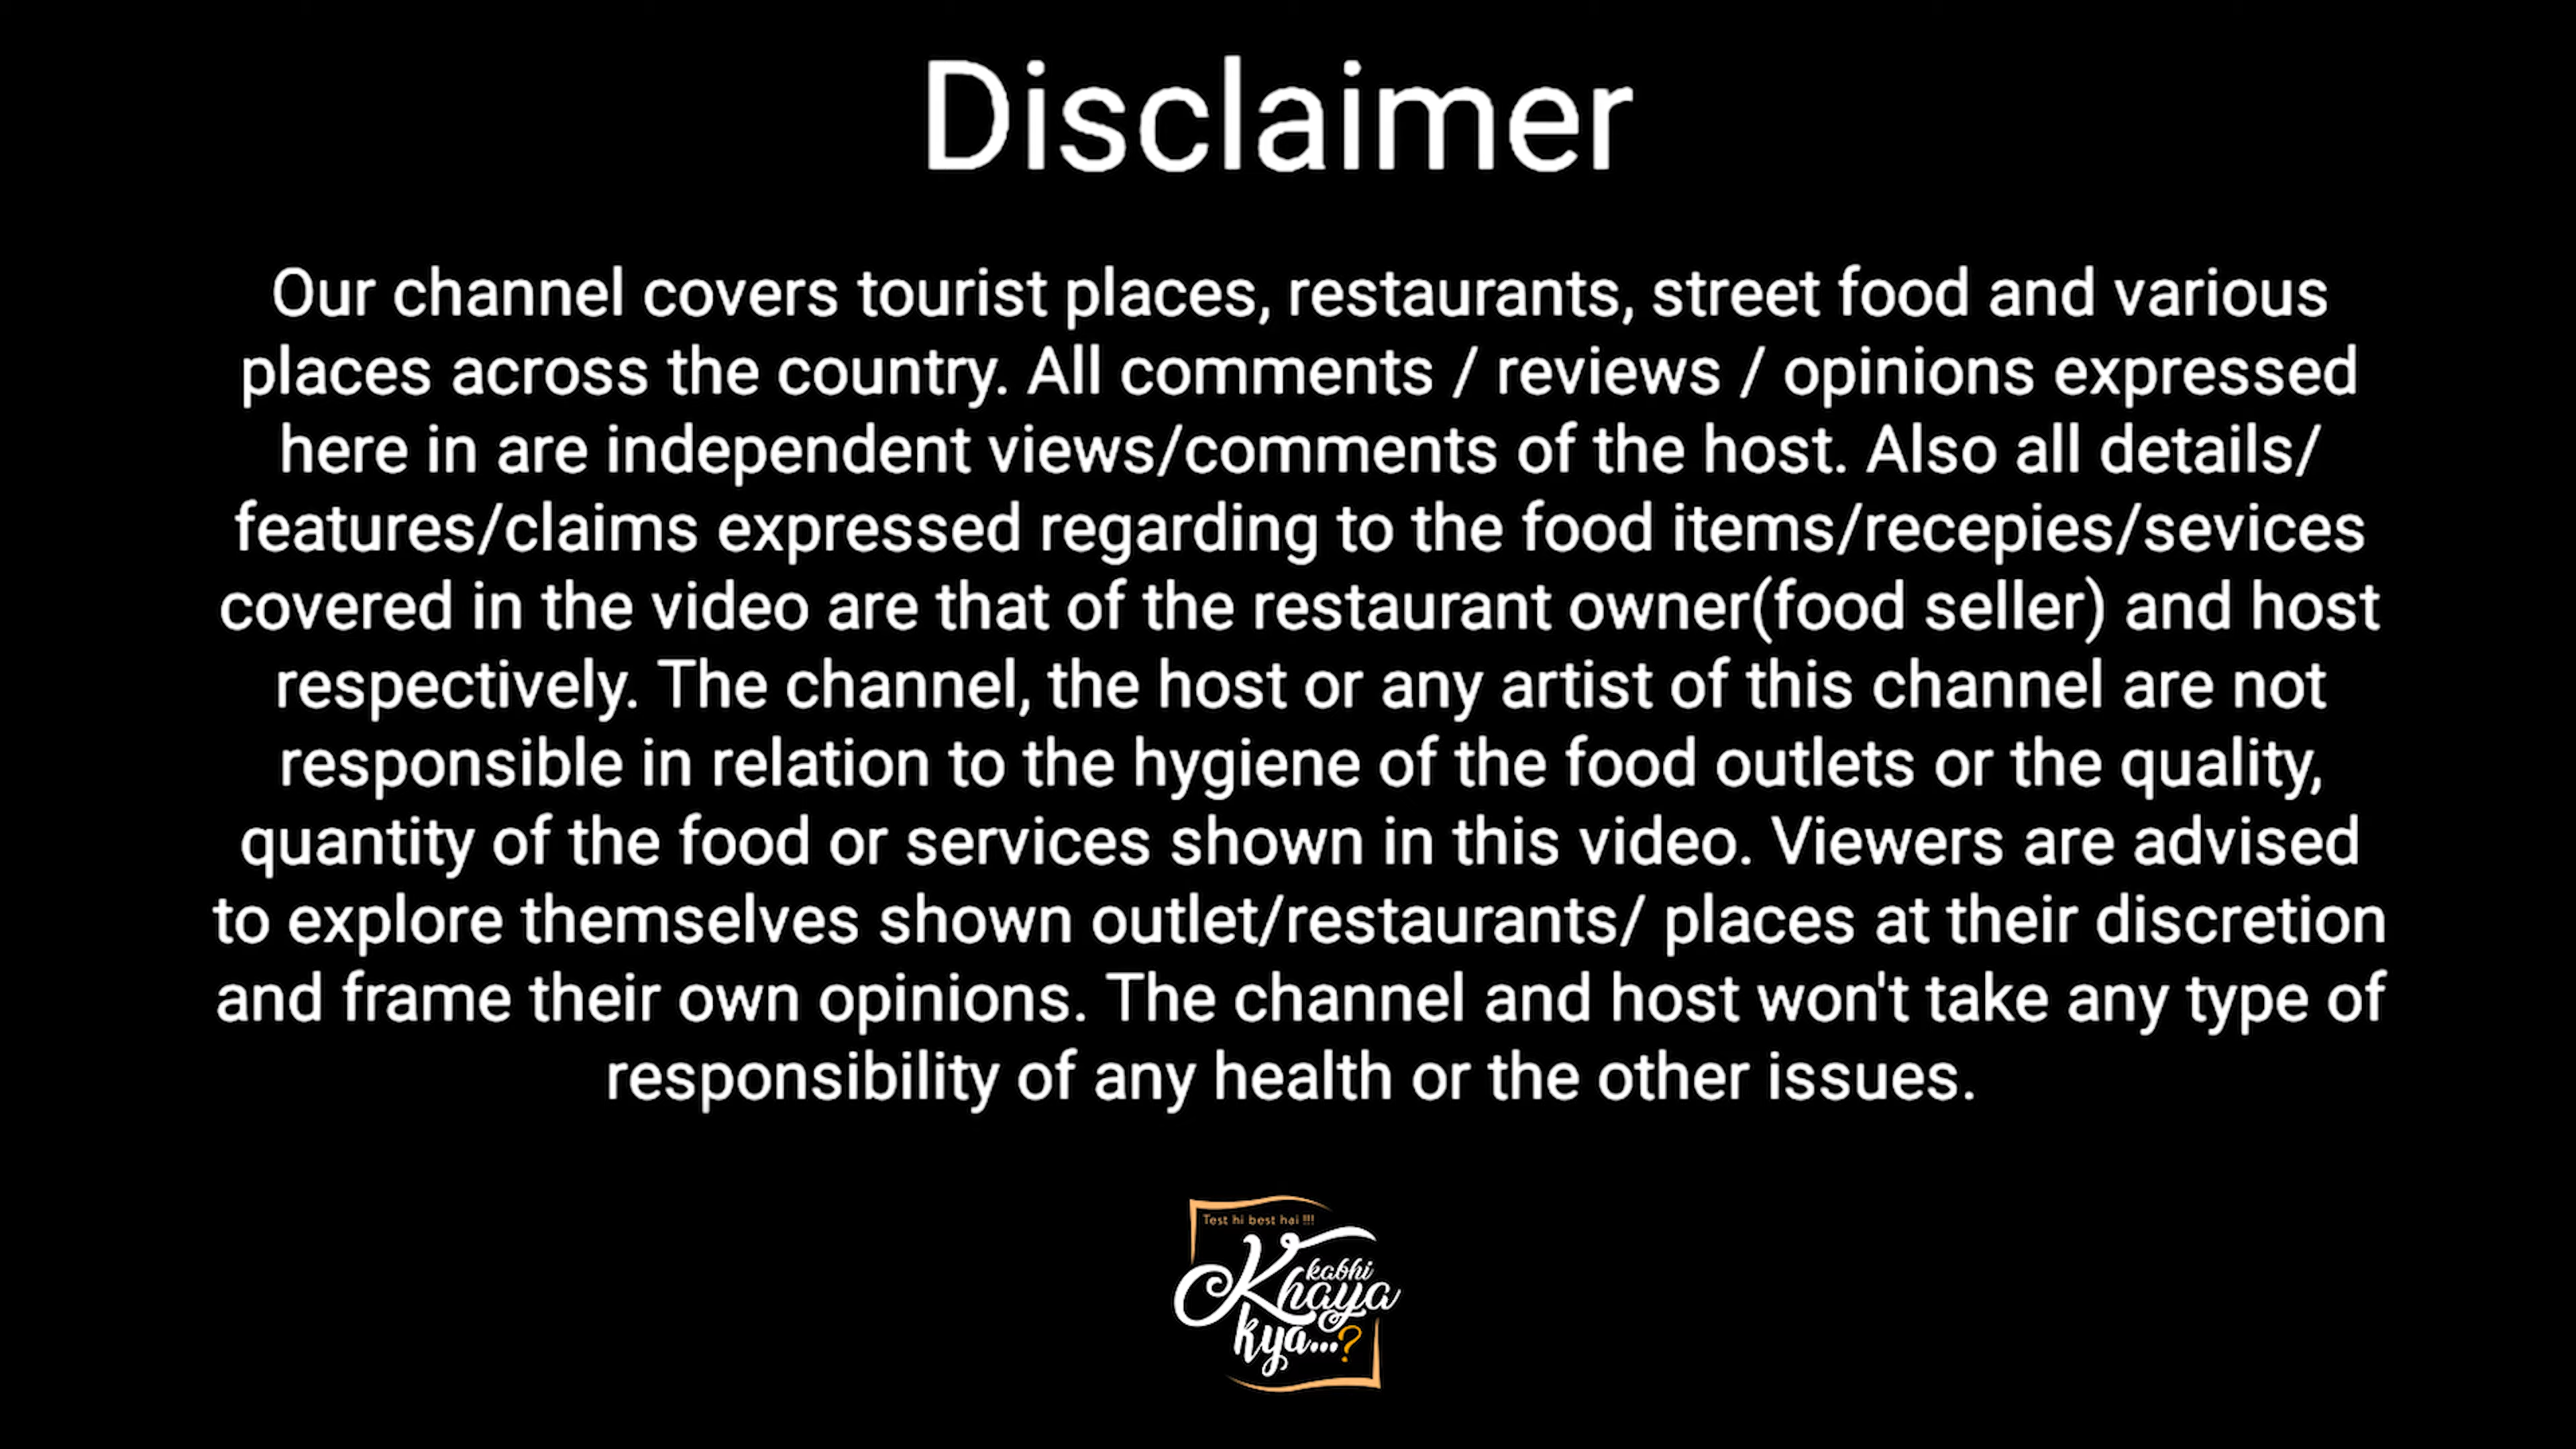 Disclaimer
Our channel covers tourist places, restaurants, street food and various
places across the country. All comments / reviews / opinions expressed
here in are independent views/comments of the host. Also all details/
features/claims expressed regarding to the food items/recepies/sevices
covered in the video are that of the restaurant owner(food seller) and host
respectively. The channel, the host or any artist of this channel are not
responsible in relation to the hygiene of the food outlets or the quality,
quantity of the food or services shown in this video. Viewers are advised
to explore themselves shown outlet/restaurants/ places at their discretion
and frame their own opinions. The channel and host won't take any type of
responsibility of any health or the other issues.
Test hi best hai !!!
kabhi
Khaya
kya...?